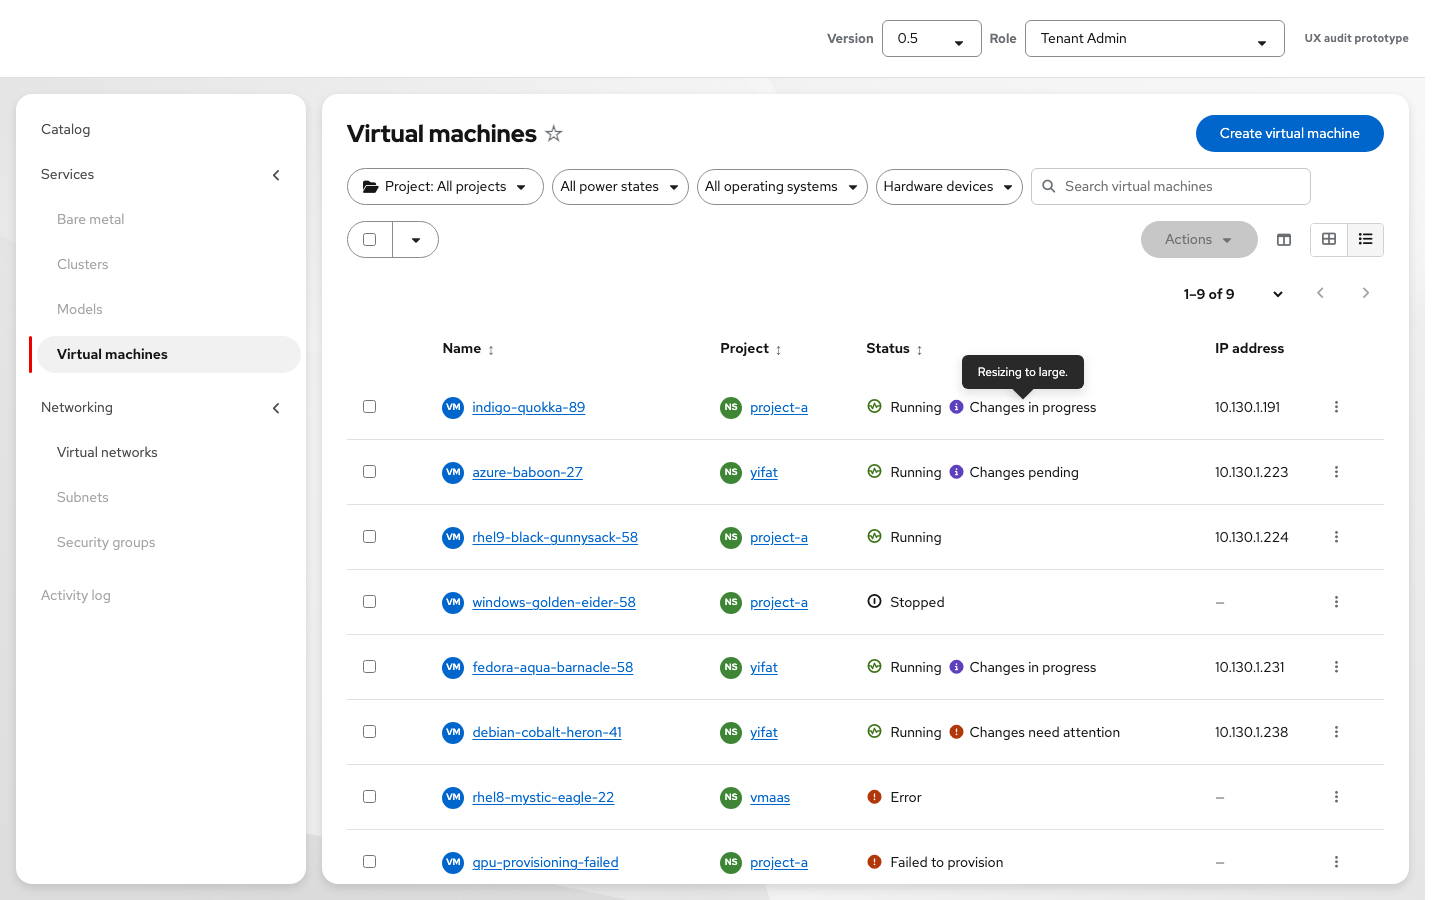 Version 0.5 Role Tenant Admin UX audit prototype
Catalog
Services
Bare metal
Clusters
Models
Virtual machines
Networking
Virtual networks
Subnets
Security groups
Activity log
Virtual machines Create virtual machine
Project: All projects All power states All operating systems Hardware devices Search virtual machines
Actions
1–9 of 9
Name Project Status IP address
Resizing to large.
VM indigo-quokka-89 NS project-a Running Changes in progress 10.130.1.191
VM azure-baboon-27 NS yifat Running Changes pending 10.130.1.223
VM rhel9-black-gunnysack-58 NS project-a Running 10.130.1.224
VM windows-golden-eider-58 NS project-a Stopped –
VM fedora-aqua-barnacle-58 NS yifat Running Changes in progress 10.130.1.231
VM debian-cobalt-heron-41 NS yifat Running Changes need attention 10.130.1.238
VM rhel8-mystic-eagle-22 NS vmaas Error –
VM gpu-provisioning-failed NS project-a Failed to provision –